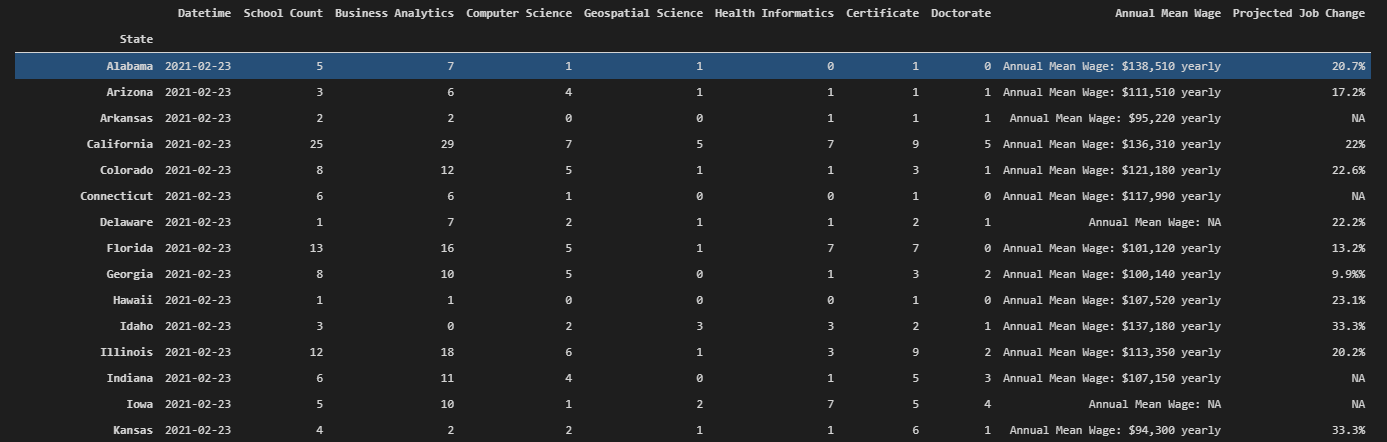 Datetime School Count Business Analytics Computer Science Geospatial Science Health Informatics Certificate Doctorate Annual Mean Wage Projected Job Change
State
Alabama 2021-02-23 5 7 1 1 0 1 0 Annual Mean Wage: $138,510 yearly 20.7%
Arizona 2021-02-23 3 6 4 1 1 1 1 Annual Mean Wage: $111,510 yearly 17.2%
Arkansas 2021-02-23 2 2 0 0 1 1 1 Annual Mean Wage: $95,220 yearly NA
California 2021-02-23 25 29 7 5 7 9 5 Annual Mean Wage: $136,310 yearly 22%
Colorado 2021-02-23 8 12 5 1 1 3 1 Annual Mean Wage: $121,180 yearly 22.6%
Connecticut 2021-02-23 6 6 1 0 0 1 0 Annual Mean Wage: $117,990 yearly NA
Delaware 2021-02-23 1 7 2 1 1 2 1 Annual Mean Wage: NA 22.2%
Florida 2021-02-23 13 16 5 1 7 7 0 Annual Mean Wage: $101,120 yearly 13.2%
Georgia 2021-02-23 8 10 5 0 1 3 2 Annual Mean Wage: $100,140 yearly 9.9%%
Hawaii 2021-02-23 1 1 0 0 0 1 0 Annual Mean Wage: $107,520 yearly 23.1%
Idaho 2021-02-23 3 0 2 3 3 2 1 Annual Mean Wage: $137,180 yearly 33.3%
Illinois 2021-02-23 12 18 6 1 3 9 2 Annual Mean Wage: $113,350 yearly 20.2%
Indiana 2021-02-23 6 11 4 0 1 5 3 Annual Mean Wage: $107,150 yearly NA
Iowa 2021-02-23 5 10 1 2 7 5 4 Annual Mean Wage: NA NA
Kansas 2021-02-23 4 2 2 1 1 6 1 Annual Mean Wage: $94,300 yearly 33.3%